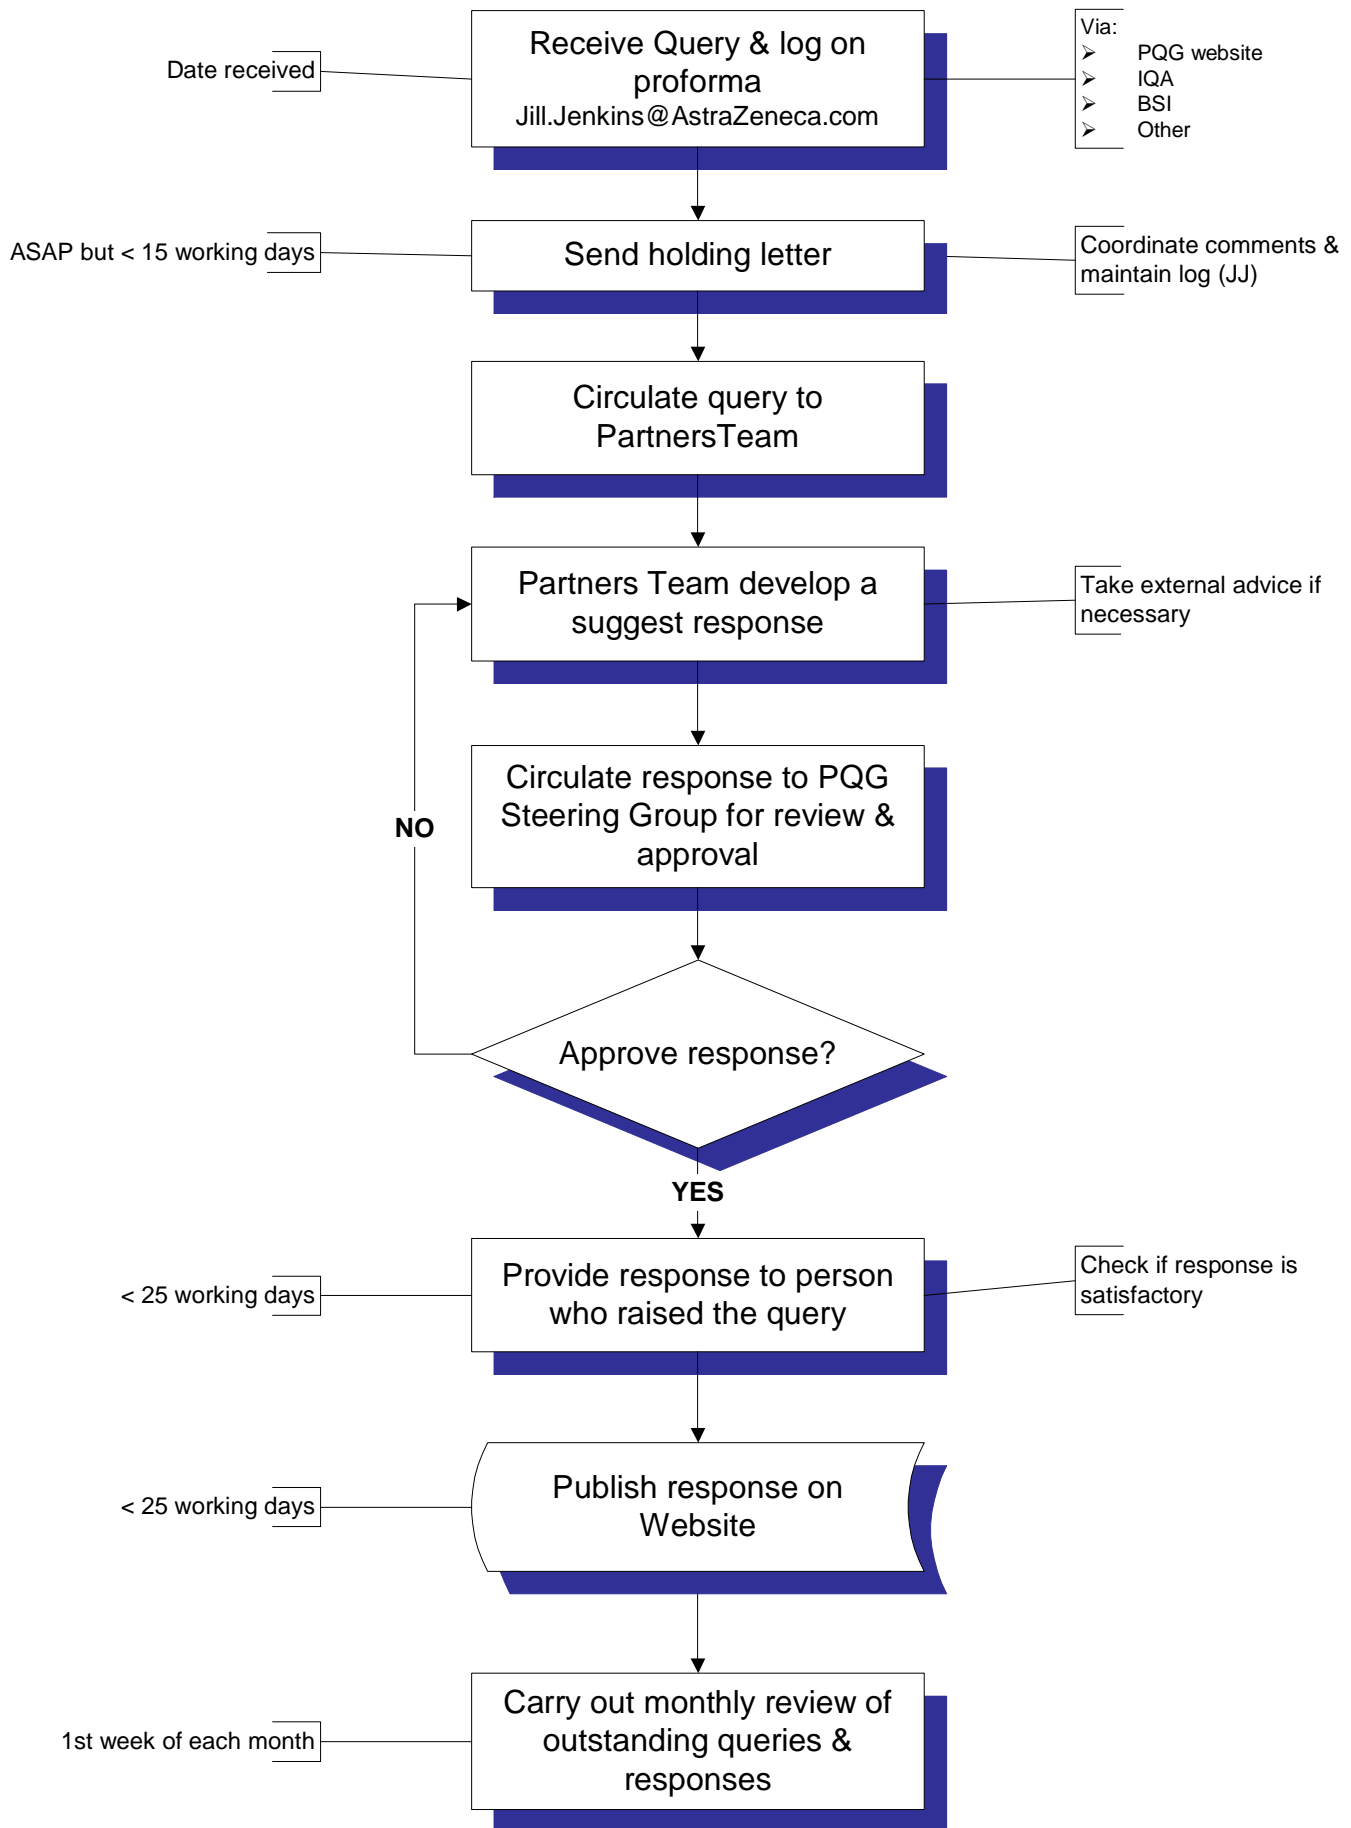 Receive Query & log on
proforma
Jill.Jenkins@AstraZeneca.com
Date received
Via:
➢ PQG website
➢ IQA
➢ BSI
➢ Other
ASAP but < 15 working days
Send holding letter
Coordinate comments &
maintain log (JJ)
Circulate query to
PartnersTeam
Partners Team develop a
suggest response
Take external advice if
necessary
Circulate response to PQG
Steering Group for review &
approval
NO
Approve response?
YES
< 25 working days
Provide response to person
who raised the query
Check if response is
satisfactory
< 25 working days
Publish response on
Website
1st week of each month
Carry out monthly review of
outstanding queries &
responses